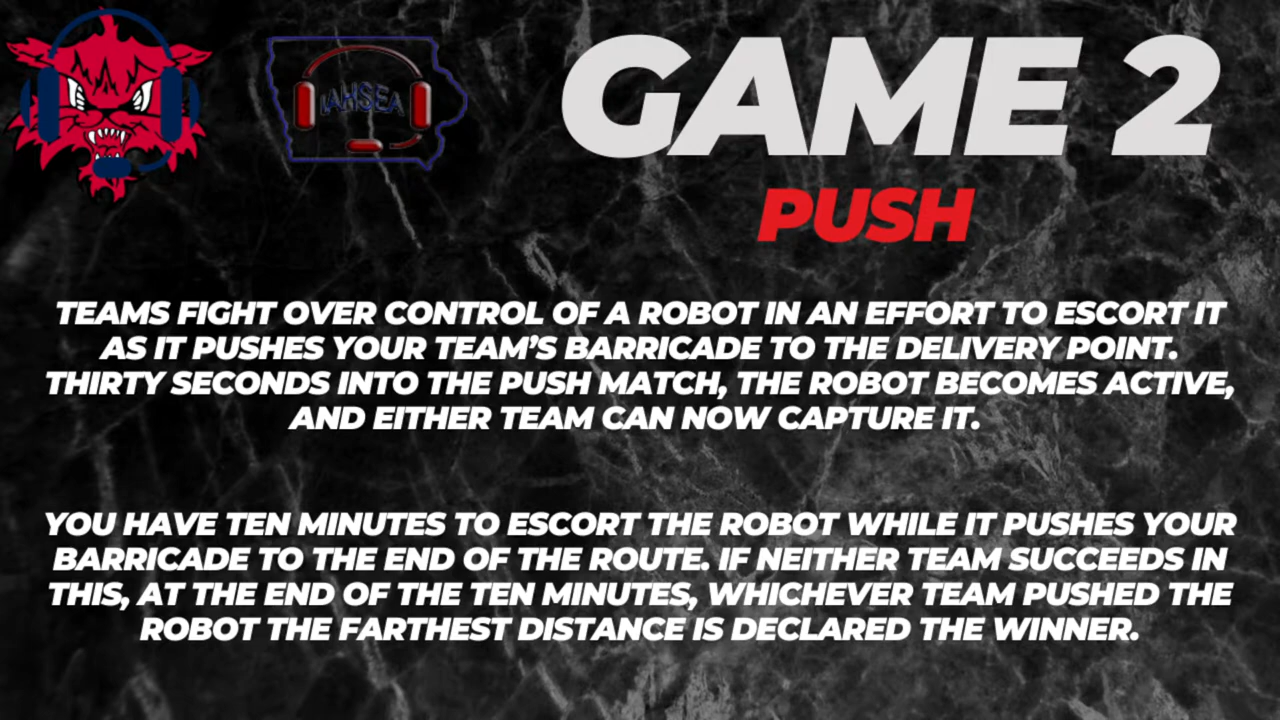 IAHSEA
GAME 2
PUSH
TEAMS FIGHT OVER CONTROL OF A ROBOT IN AN EFFORT TO ESCORT IT
AS IT PUSHES YOUR TEAM'S BARRICADE TO THE DELIVERY POINT.
THIRTY SECONDS INTO THE PUSH MATCH, THE ROBOT BECOMES ACTIVE,
AND EITHER TEAM CAN NOW CAPTURE IT.
YOU HAVE TEN MINUTES TO ESCORT THE ROBOT WHILE IT PUSHES YOUR
BARRICADE TO THE END OF THE ROUTE. IF NEITHER TEAM SUCCEEDS IN
THIS, AT THE END OF THE TEN MINUTES, WHICHEVER TEAM PUSHED THE
ROBOT THE FARTHEST DISTANCE IS DECLARED THE WINNER.